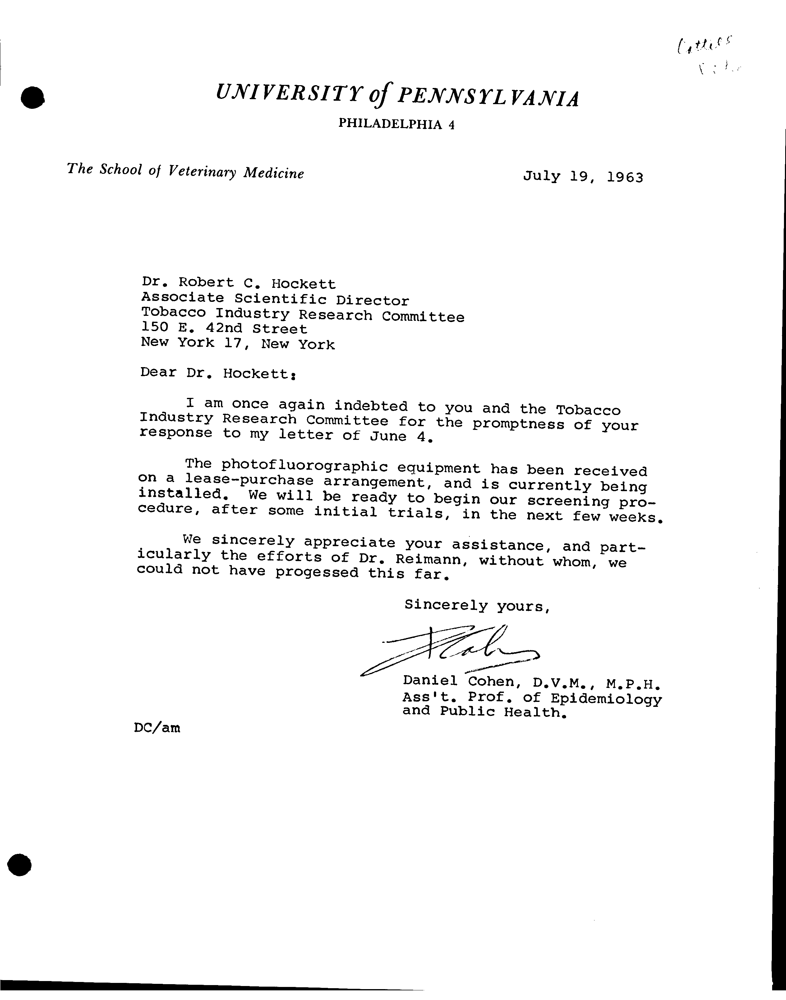 UNIVERSITY of PENNSYLVANIA
PHILADELPHIA 4
The School of Veterinary Medicine
July 19, 1963
Dr. Robert C. Hockett
Associate Scientific Director
Tobacco Industry Research Committee
150 E. 42nd Street
New York 17, New York
Dear Dr. Hockett:
I am once again indebted to you and the Tobacco
Industry Research Committee for the promptness of your
response to my letter of June 4.
The photofluorographic equipment has been received
on a lease-purchase arrangement, and is currently being
installed. We will be ready to begin our screening pro-
cedure, after some initial trials, in the next few weeks.
We sincerely appreciate your assistance, and part-
icularly the efforts of Dr. Reimann, without whom, we
could not have progessed this far.
Sincerely yours,
Daniel Cohen, D.V.M., M.P.H.
Ass't. Prof. of Epidemiology
and Public Health.
DC/am